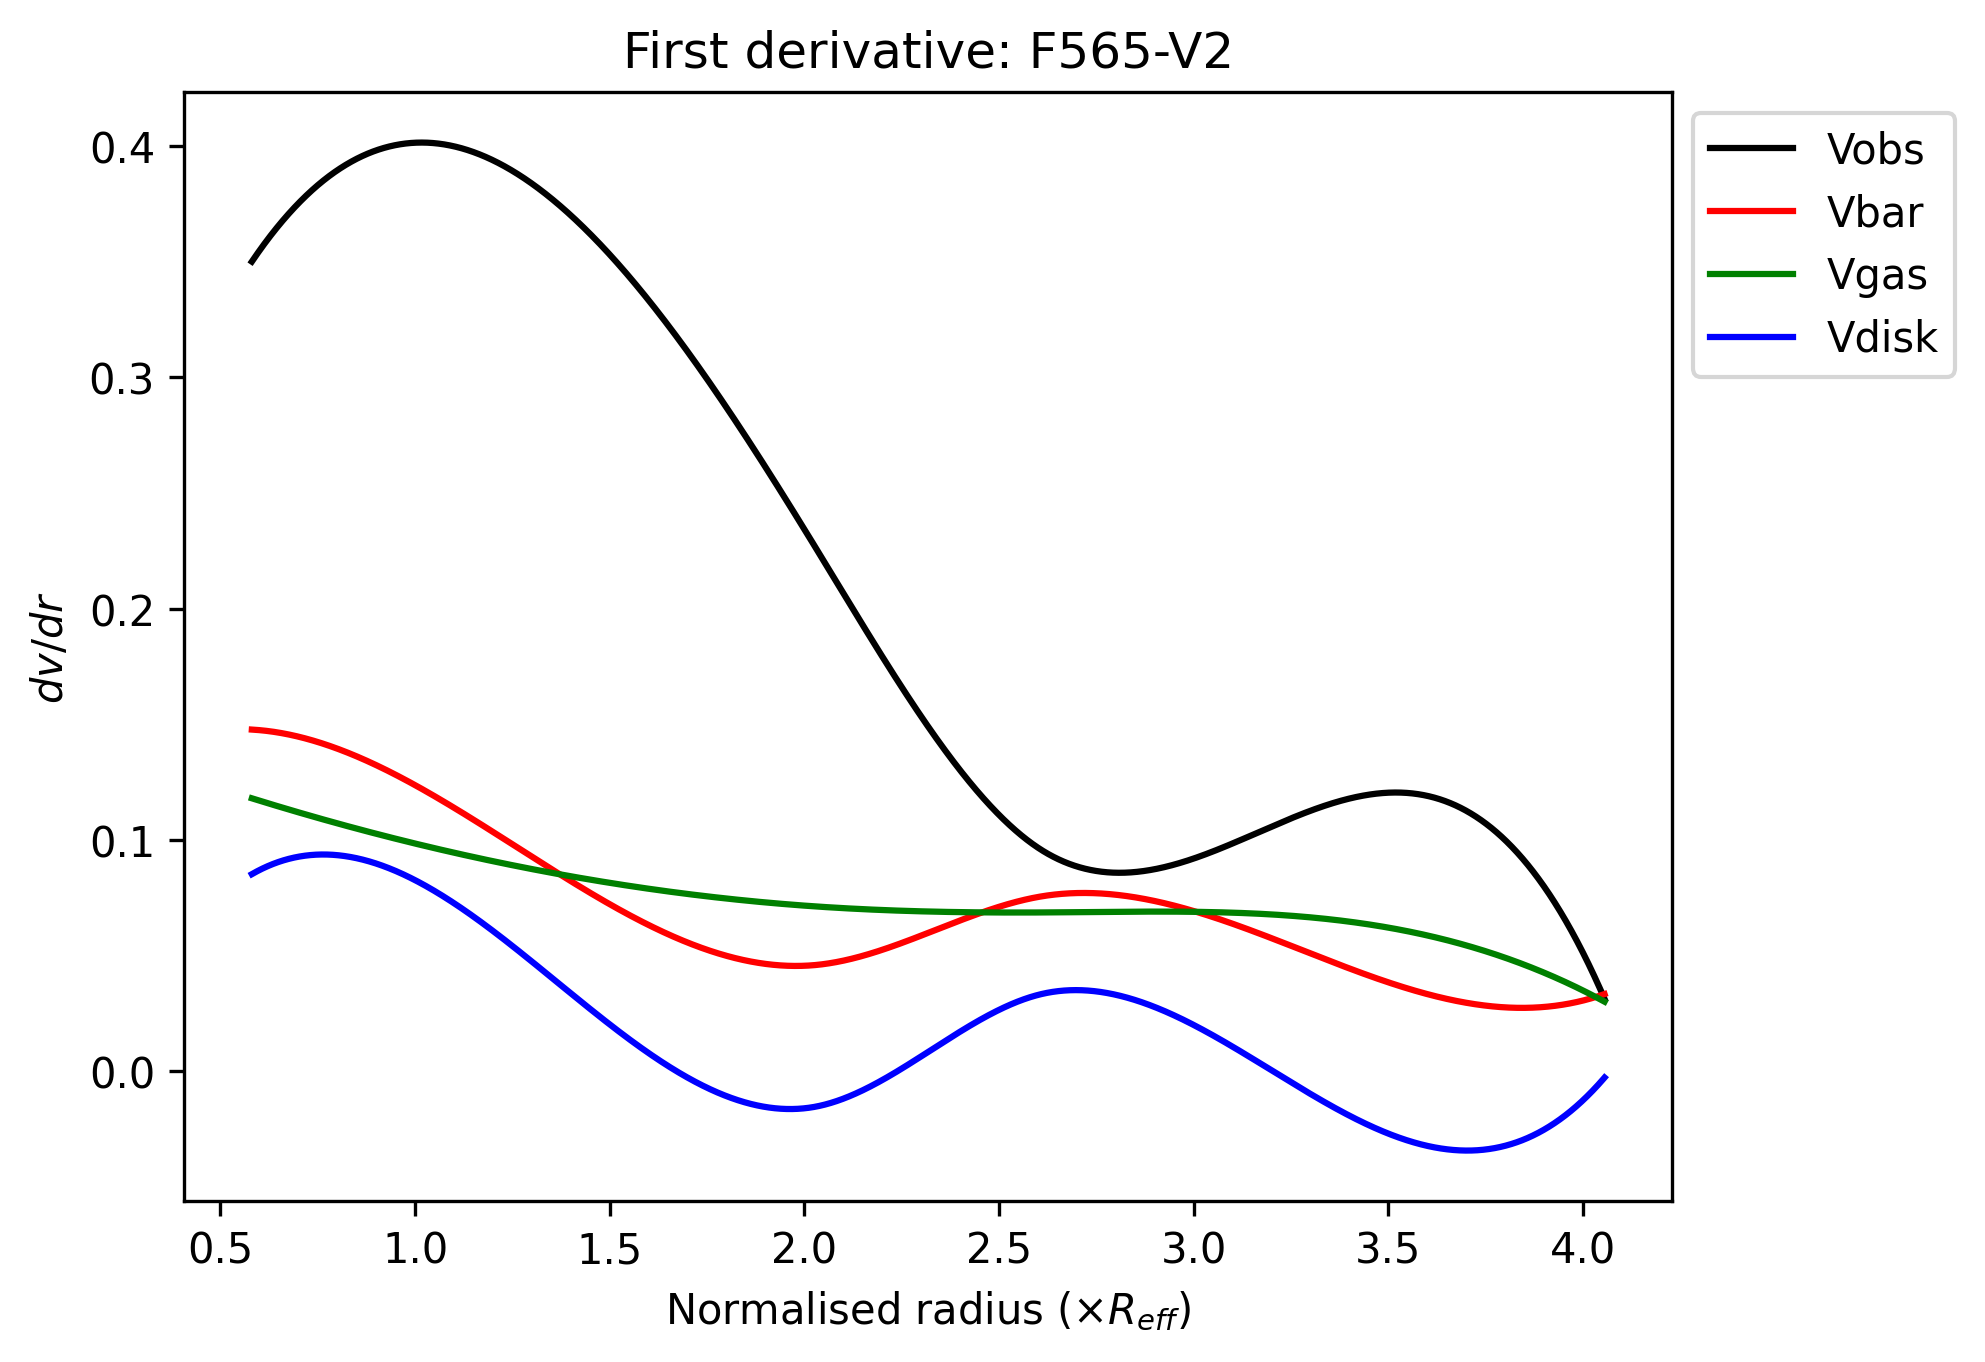 First derivative: F565-V2
Vobs
Vbar
Vgas
Vdisk
0.4
0.3
0.2
0.1
0.0
dv/dr
0.5 1.0 1.5 2.0 2.5 3.0 3.5 4.0
Normalised radius (×R_eff)